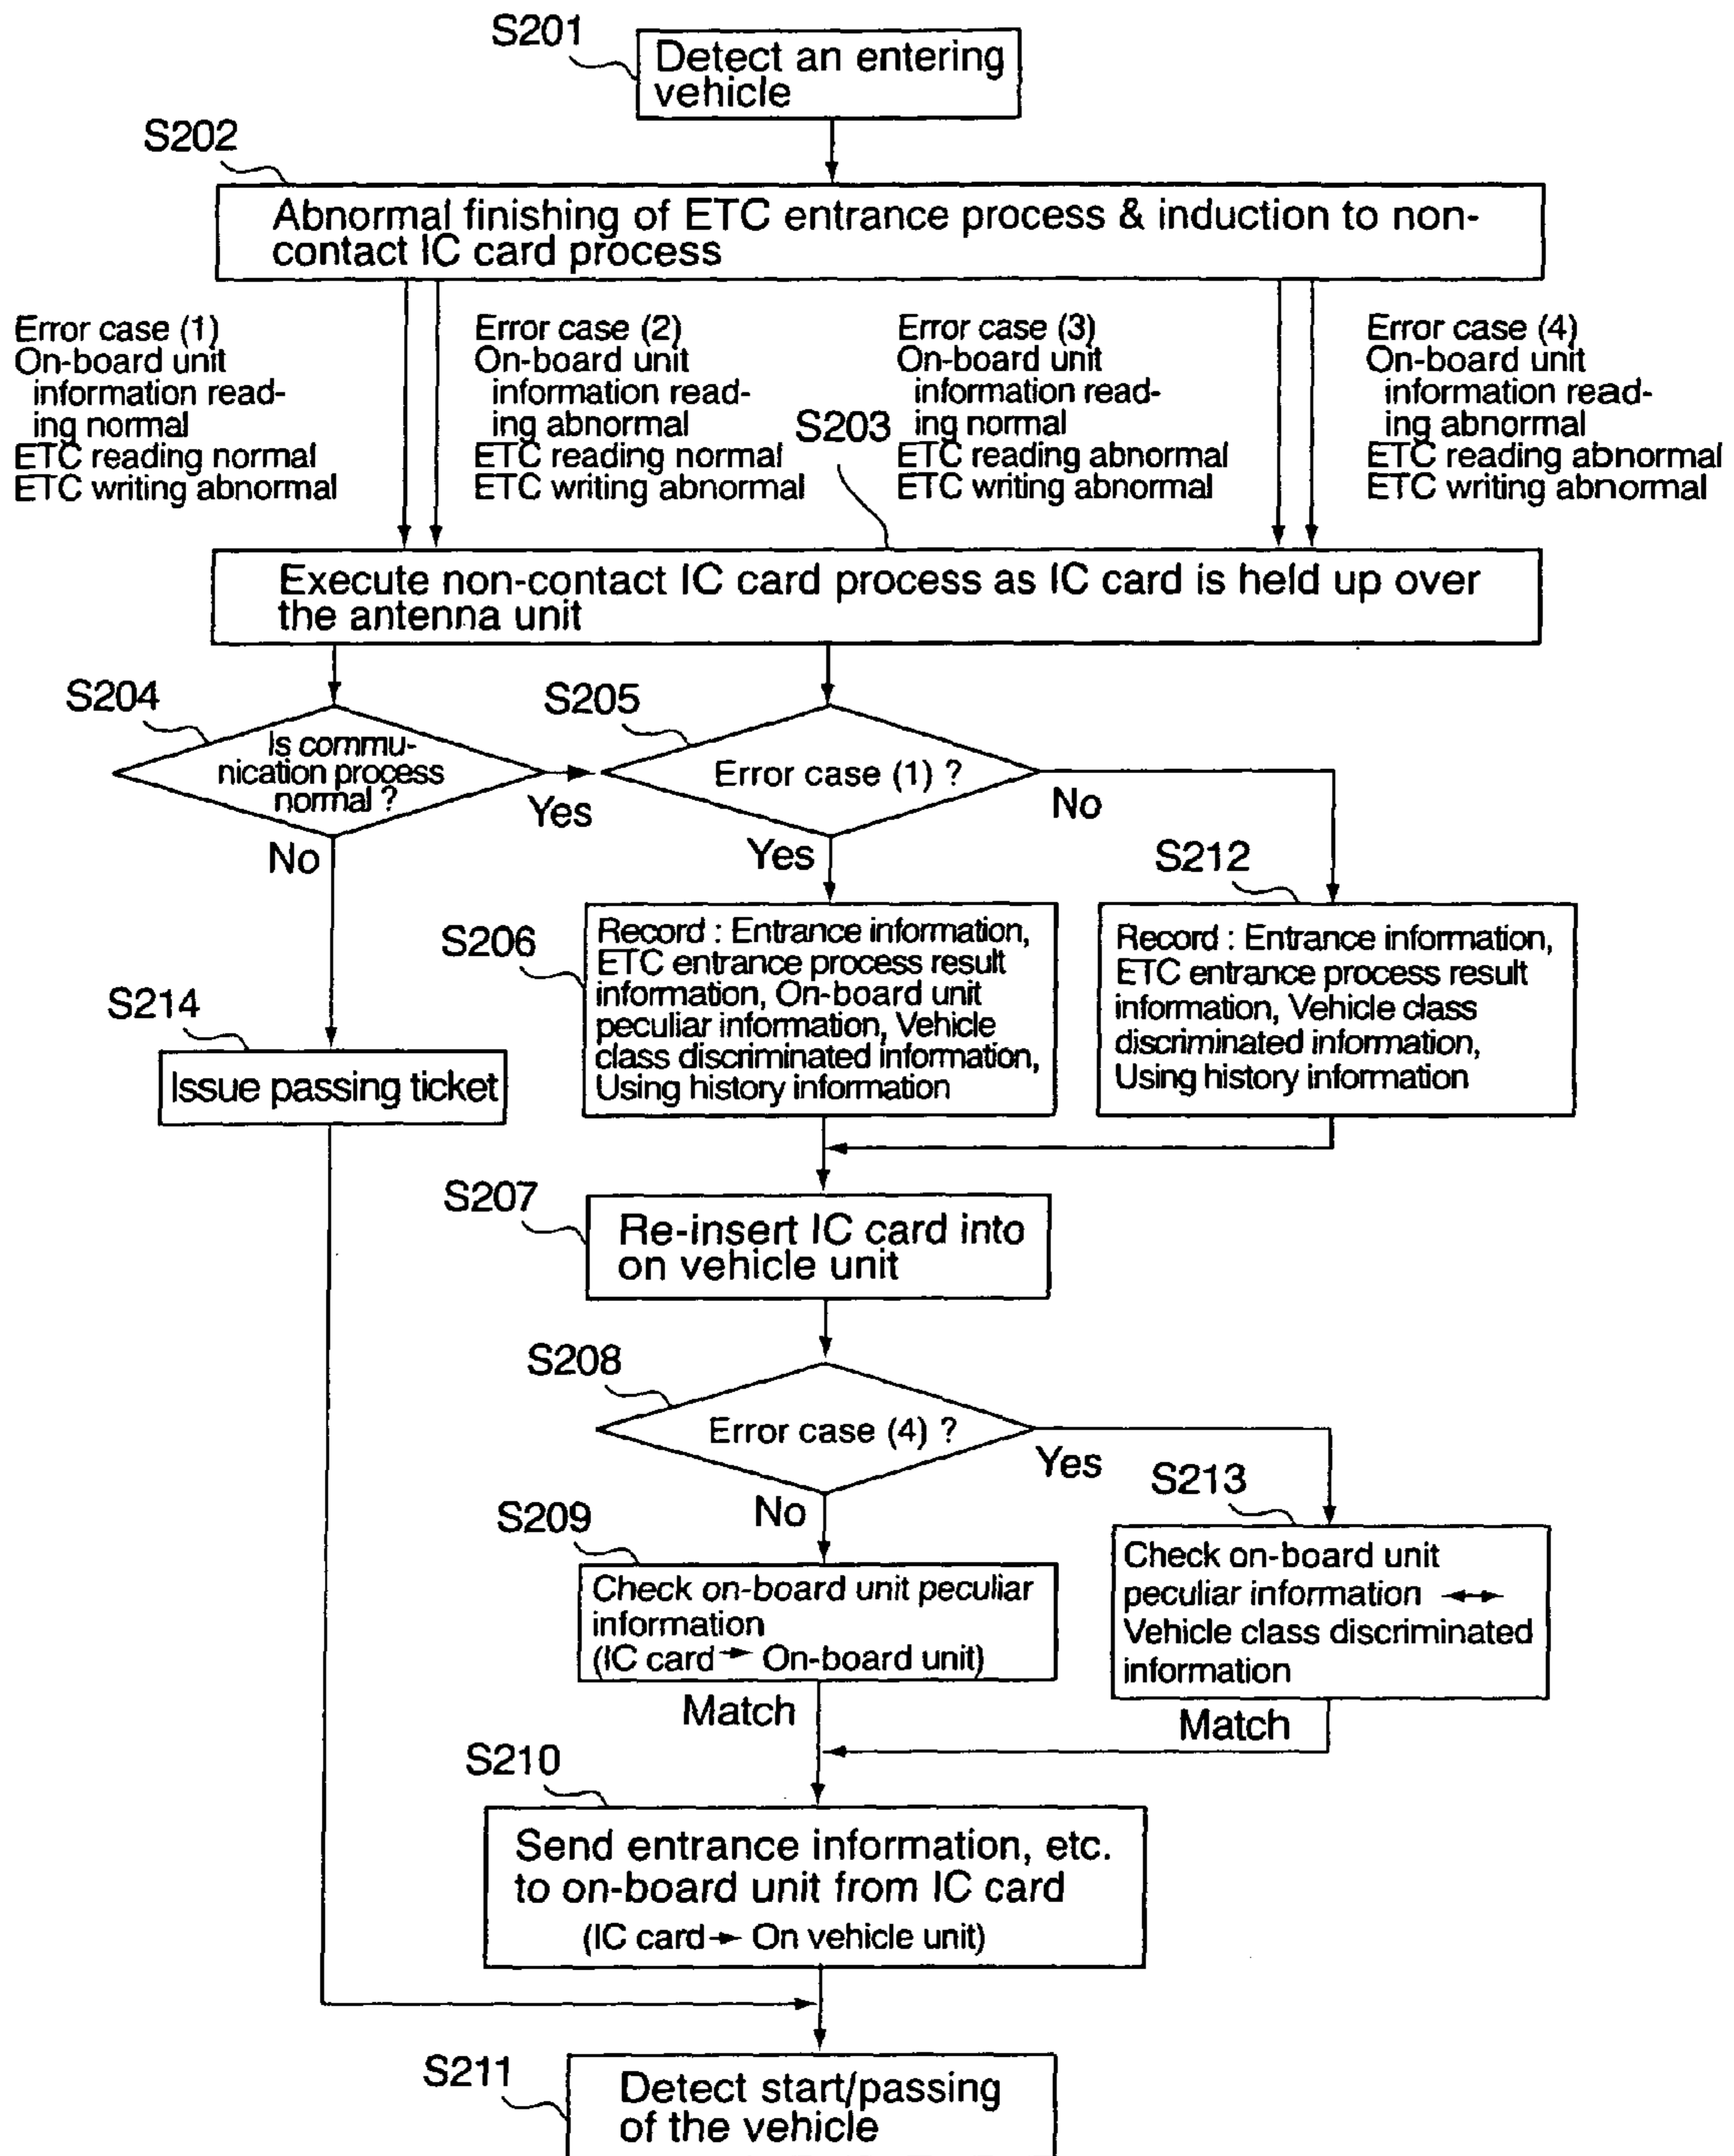 S201
Detect an entering
vehicle
S202
Abnormal finishing of ETC entrance process & induction to non-
contact IC card process
Error case (1)
On-board unit
information read-
ing normal
ETC reading normal
ETC writing abnormal
Error case (2)
On-board unit
information read-
ing abnormal
ETC reading normal
ETC writing abnormal
Error case (3)
On-board unit
information read-
ing normal
ETC reading abnormal
ETC writing abnormal
Error case (4)
On-board unit
information read-
ing abnormal
ETC reading abnormal
ETC writing abnormal
S203
Execute non-contact IC card process as IC card is held up over
the antenna unit
S204
Is commu-
nication process
normal ?
Yes
No
S205
Error case (1) ?
No
Yes
S206
Record : Entrance information,
ETC entrance process result
information, On-board unit
peculiar information, Vehicle
class discriminated information,
Using history information
S212
Record : Entrance information,
ETC entrance process result
information, Vehicle class
discriminated information,
Using history information
S214
Issue passing ticket
S207
Re-insert IC card into
on vehicle unit
S208
Error case (4) ?
Yes
No
S209
Check on-board unit peculiar
information
(IC card → On-board unit)
Match
S213
Check on-board unit
peculiar information ↔
Vehicle class discriminated
information
Match
S210
Send entrance information, etc.
to on-board unit from IC card
(IC card → On vehicle unit)
S211
Detect start/passing
of the vehicle